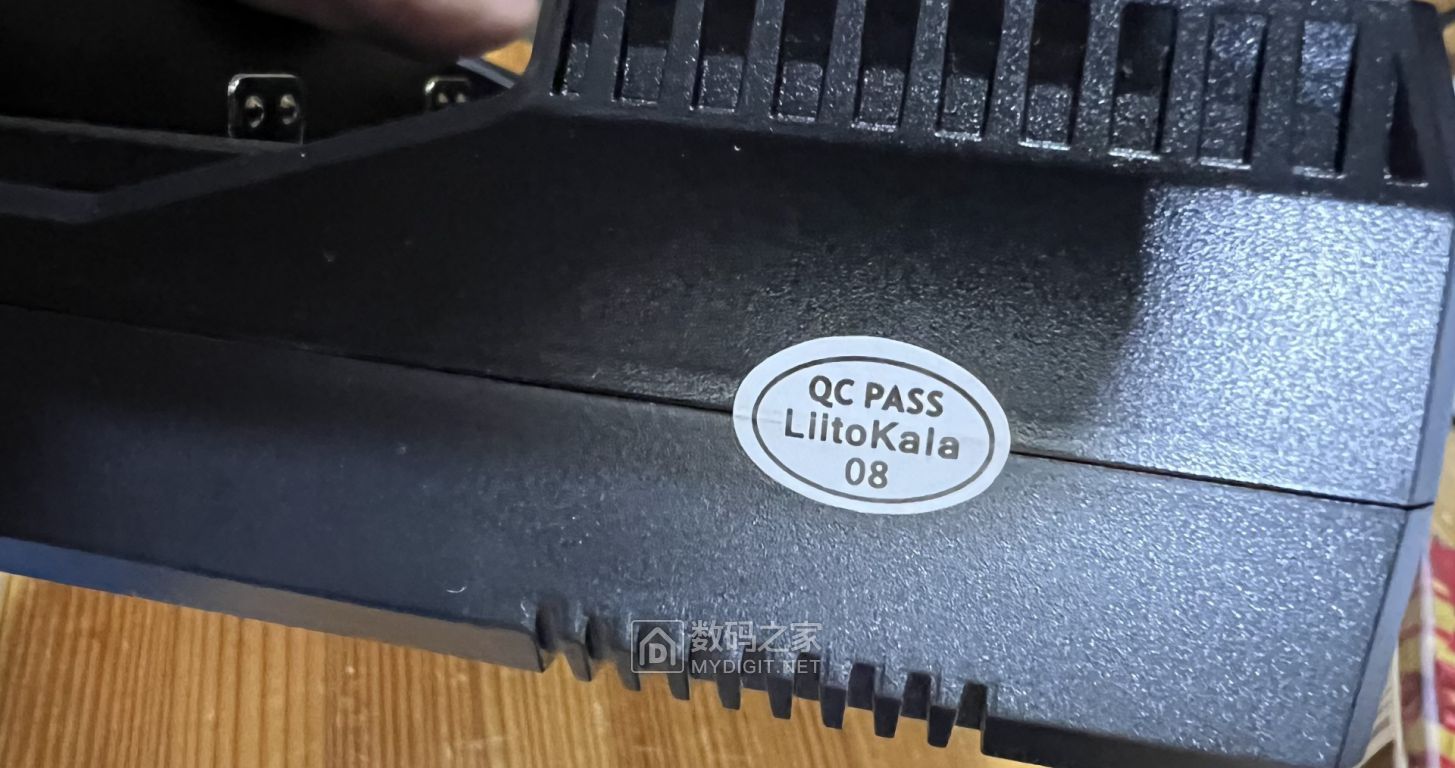 QC PASS
LiitoKala
08
数码之家
MYDIGIT.NET